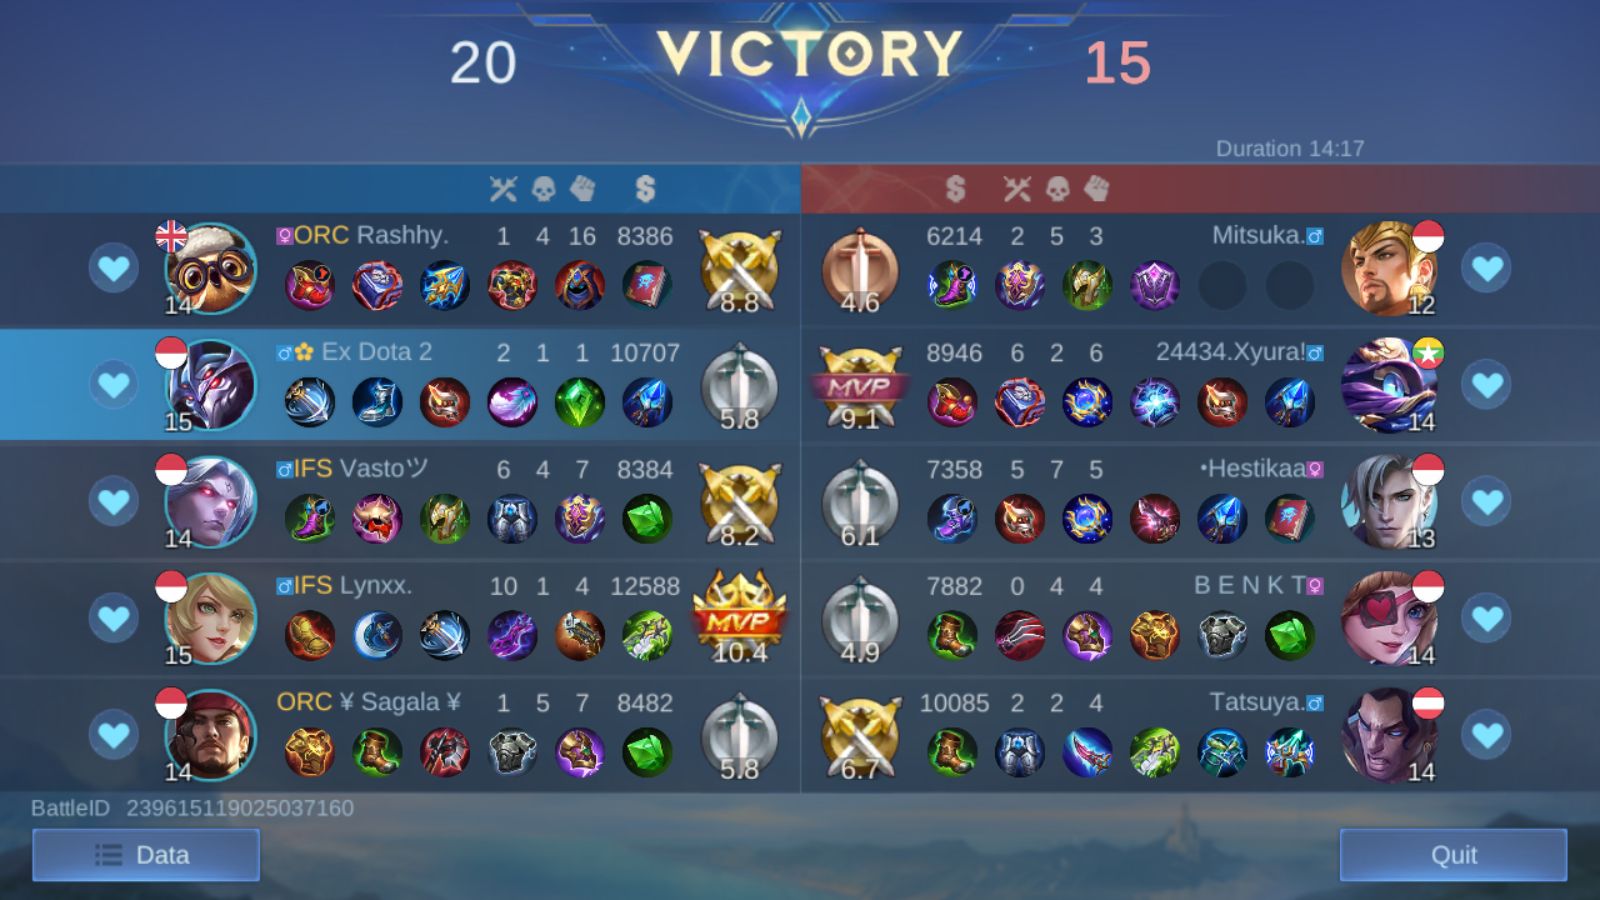 20 VICTORY 15
Duration 14:17
ORC Rashhy. 1 4 16 8386
14 8.8
6214 2 5 3 Mitsuka.
4.6 12
Ex Dota 2 2 1 1 10707
15 5.8
8946 6 2 6 24434.Xyura!
MVP
9.1 14
IFS Vastoツ 6 4 7 8384
14 8.2
7358 5 7 5 •Hestikaa
6.1 13
IFS Lynxx. 10 1 4 12588
MVP
15 10.4
7882 0 4 4 B E N K T
4.9 14
ORC ¥ Sagala ¥ 1 5 7 8482
14 5.8
10085 2 2 4 Tatsuya.
6.7 14
BattleID 239615119025037160
Data
Quit